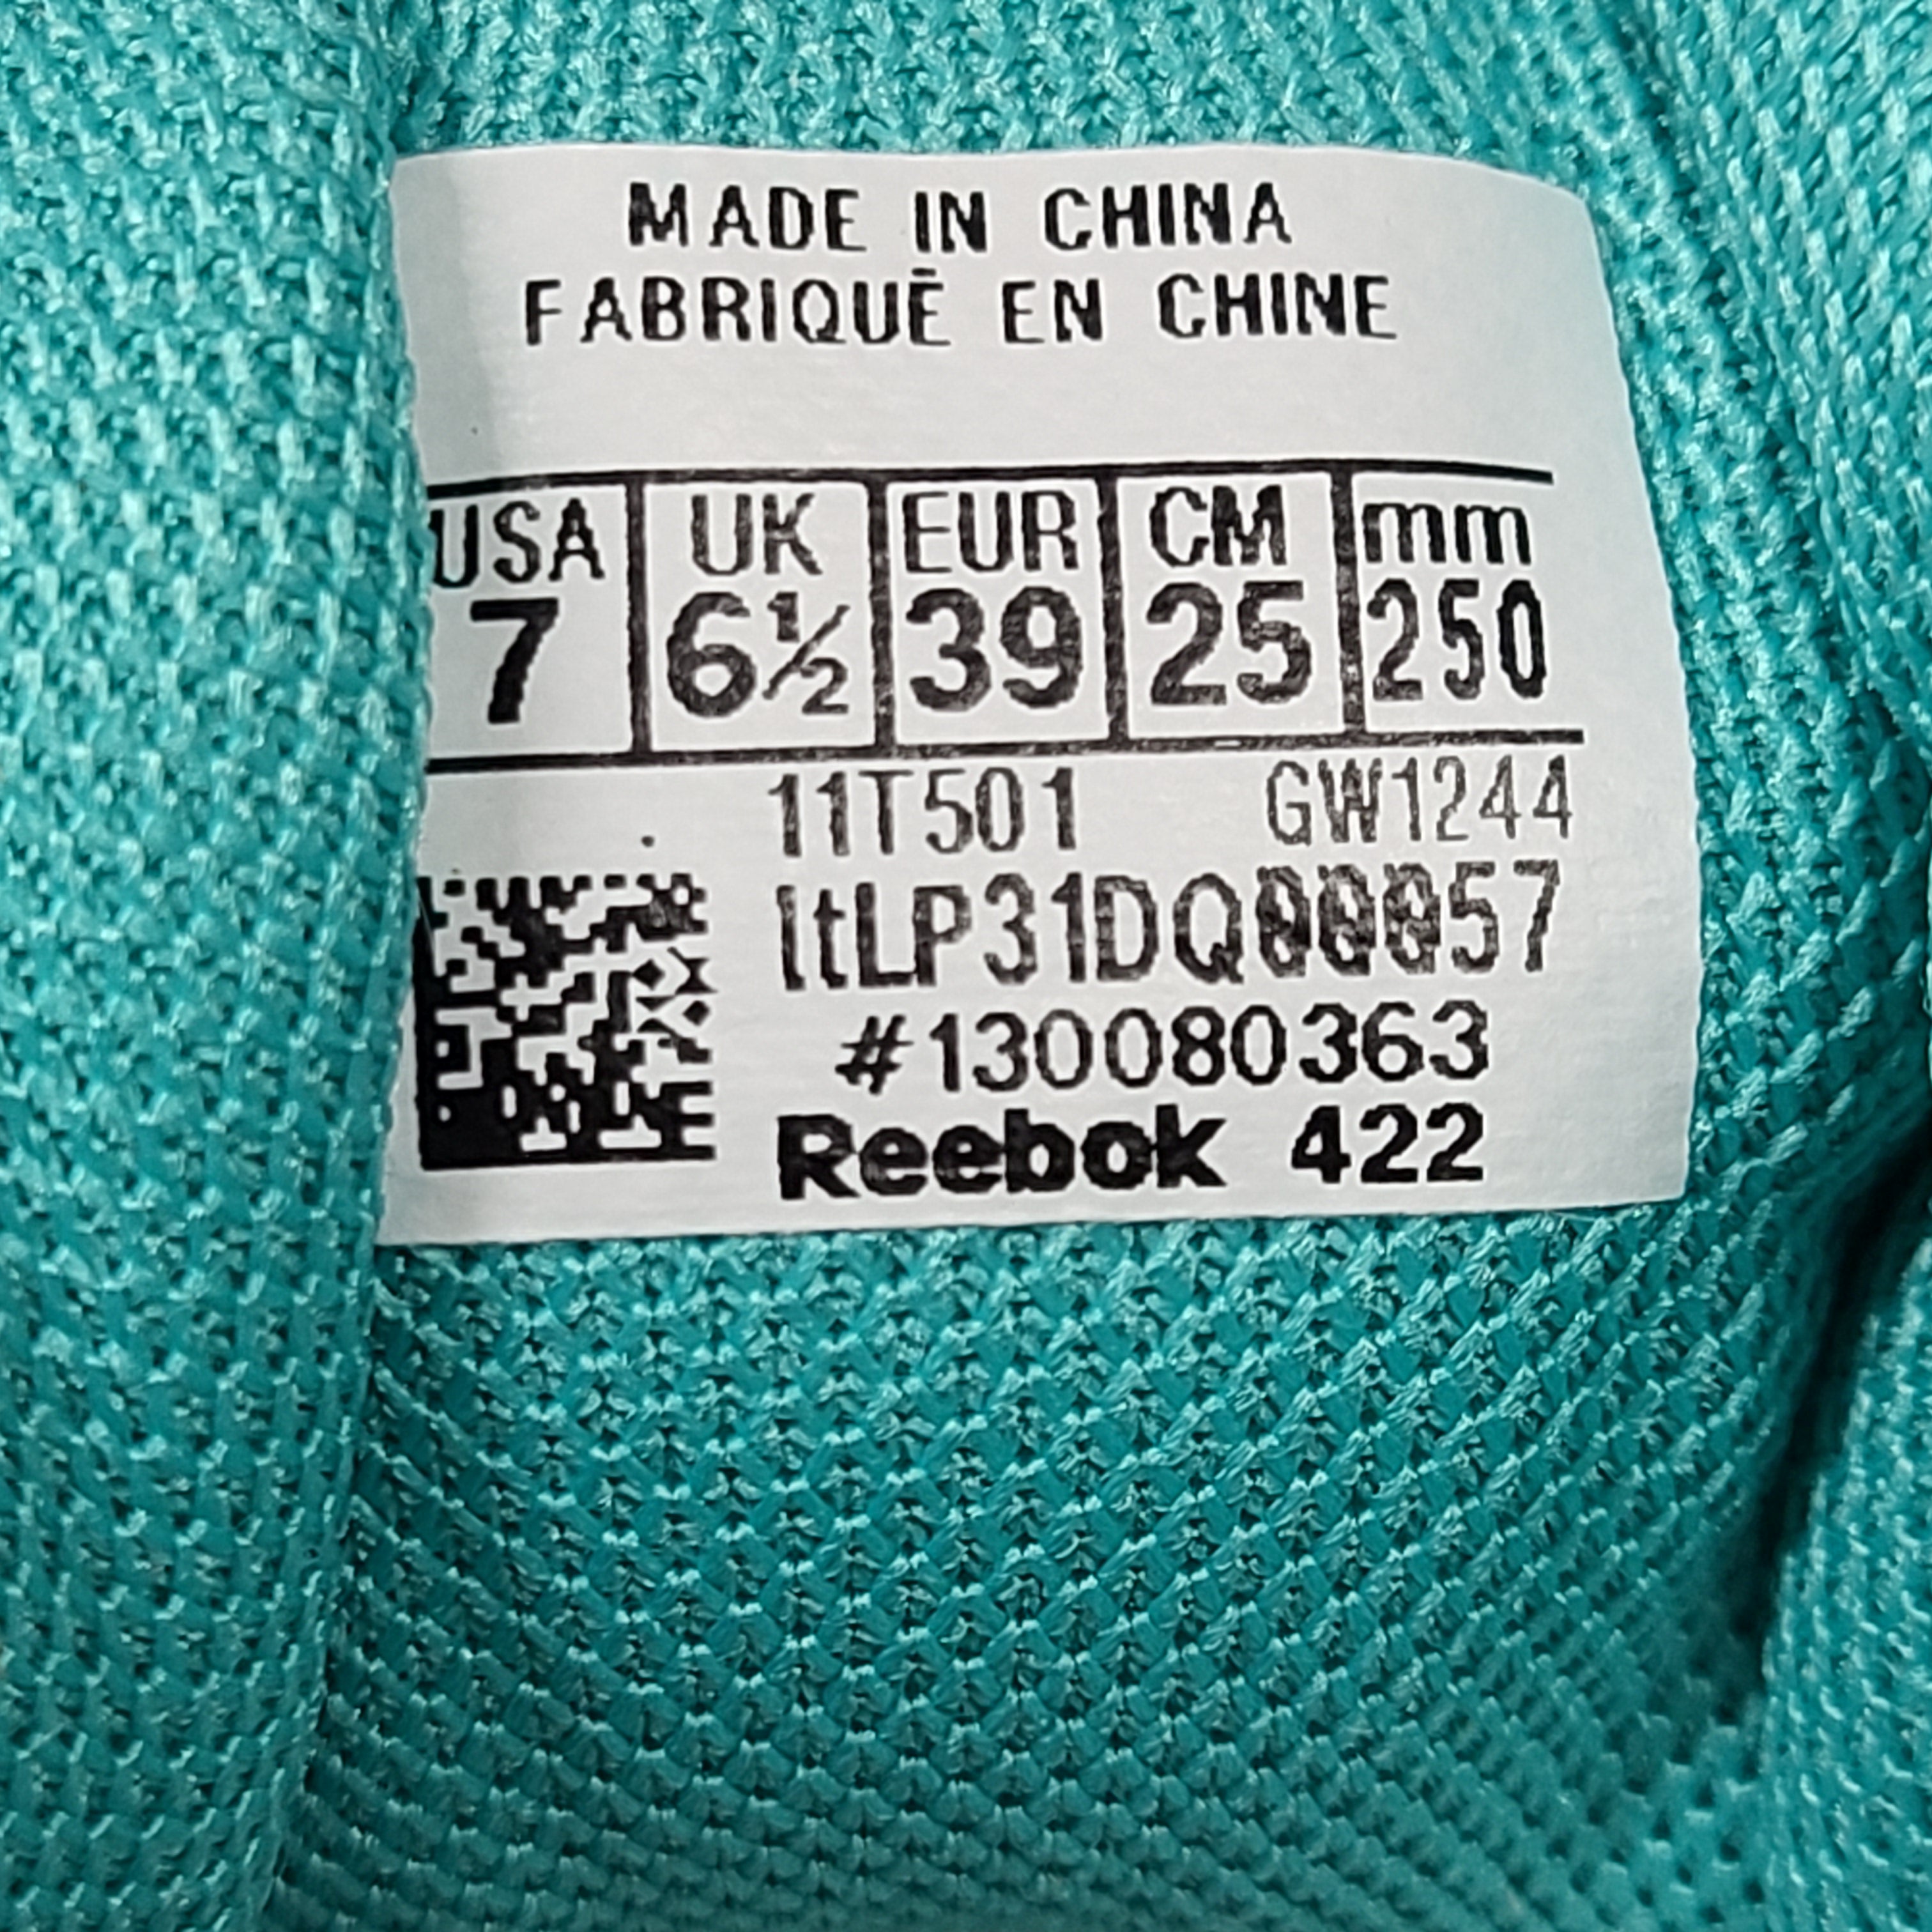 MADE IN CHINA
FABRIQUÉ EN CHINE
USA UK EUR CM mm
7 6½ 39 25 250
11T501 GW1244
ltLP31DQ00057
#130080363
Reebok 422